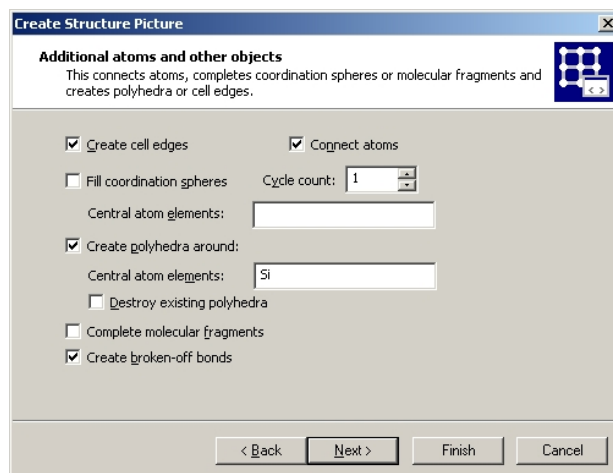 Create Structure Picture
Additional atoms and other objects
This connects atoms, completes coordination spheres or molecular fragments and
creates polyhedra or cell edges.
Create cell edges
Connect atoms
Fill coordination spheres
Cycle count: 1
Central atom elements:
Create polyhedra around:
Central atom elements: Si
Destroy existing polyhedra
Complete molecular fragments
Create broken-off bonds
< Back Next > Finish Cancel